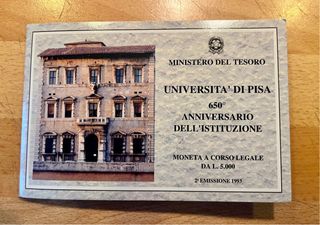 MINISTERO DEL TESORO
UNIVERSITA' DI PISA
650°
ANNIVERSARIO
DELL'ISTITUZIONE
MONETA A CORSO LEGALE
DA L. 5.000
2ª EMISSIONE 1993